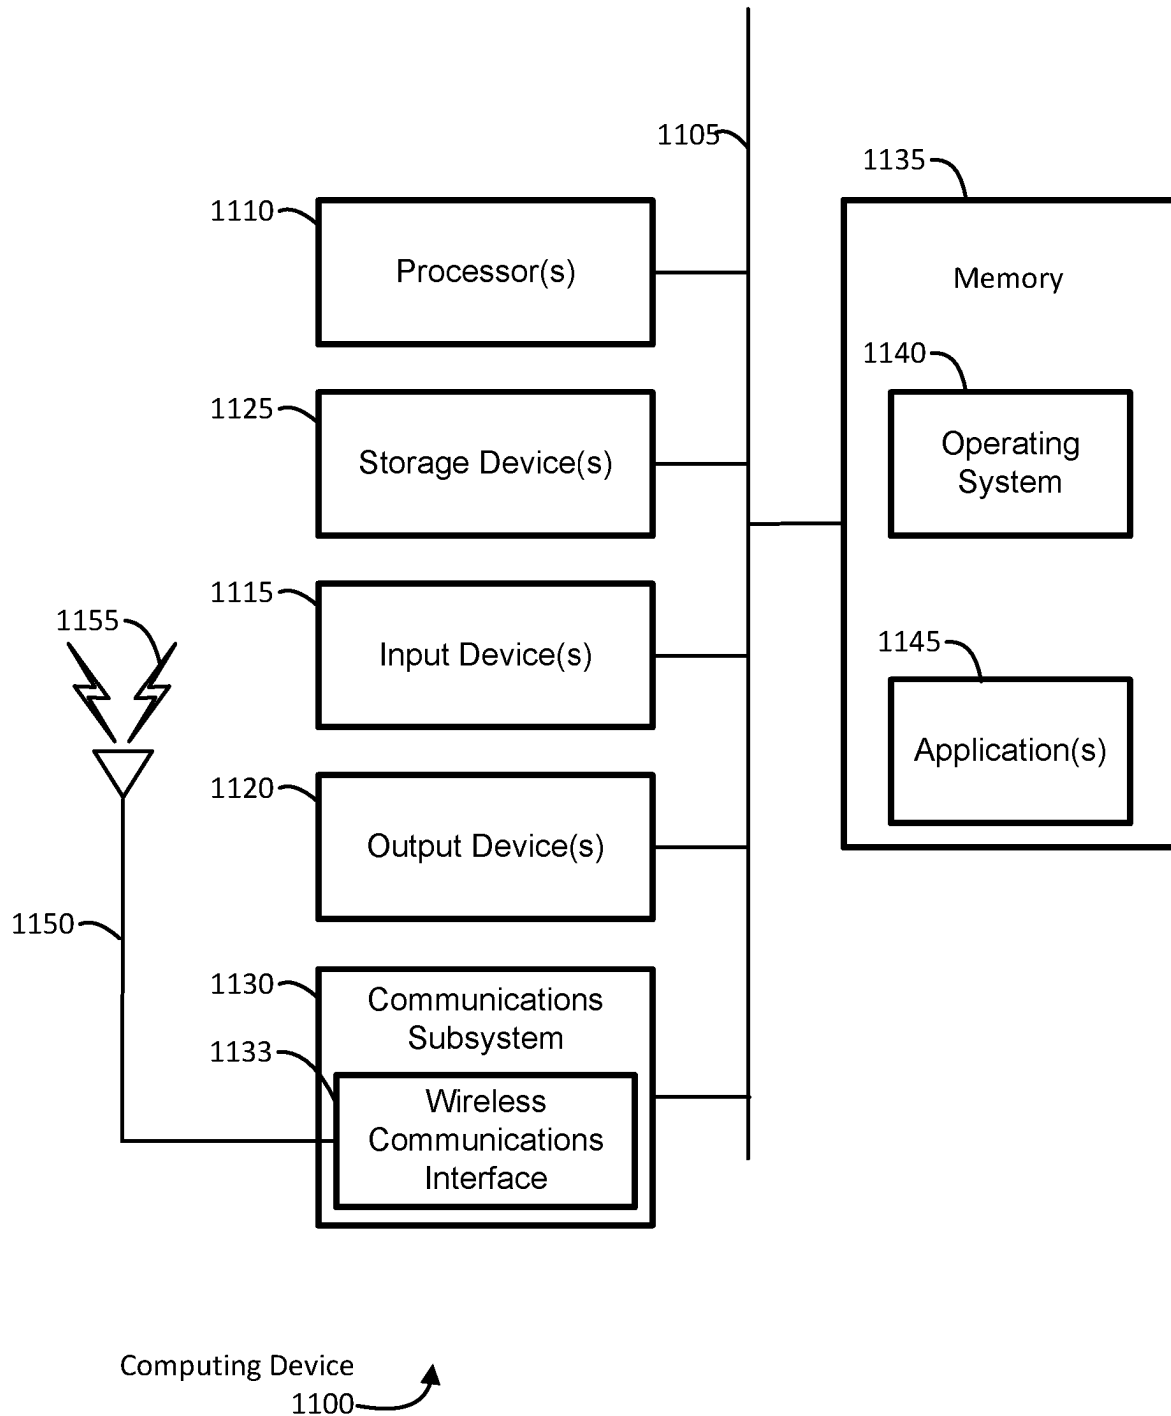 1105
1135
1110
Processor(s)
Memory
1140
1125
Storage Device(s)
Operating
System
1115
1155
Input Device(s)
1145
Application(s)
1120
Output Device(s)
1150
1130
Communications
Subsystem
1133
Wireless
Communications
Interface
Computing Device
1100